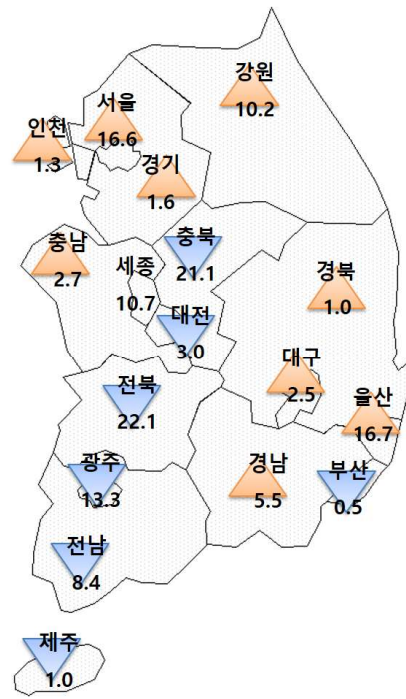 강원
10.2
서울
16.6
인천
1.3
경기
1.6
충북
21.1
충남
2.7
세종
10.7
경북
1.0
대전
3.0
대구
2.5
전북
22.1
울산
16.7
광주
13.3
경남
5.5
부산
0.5
전남
8.4
제주
1.0